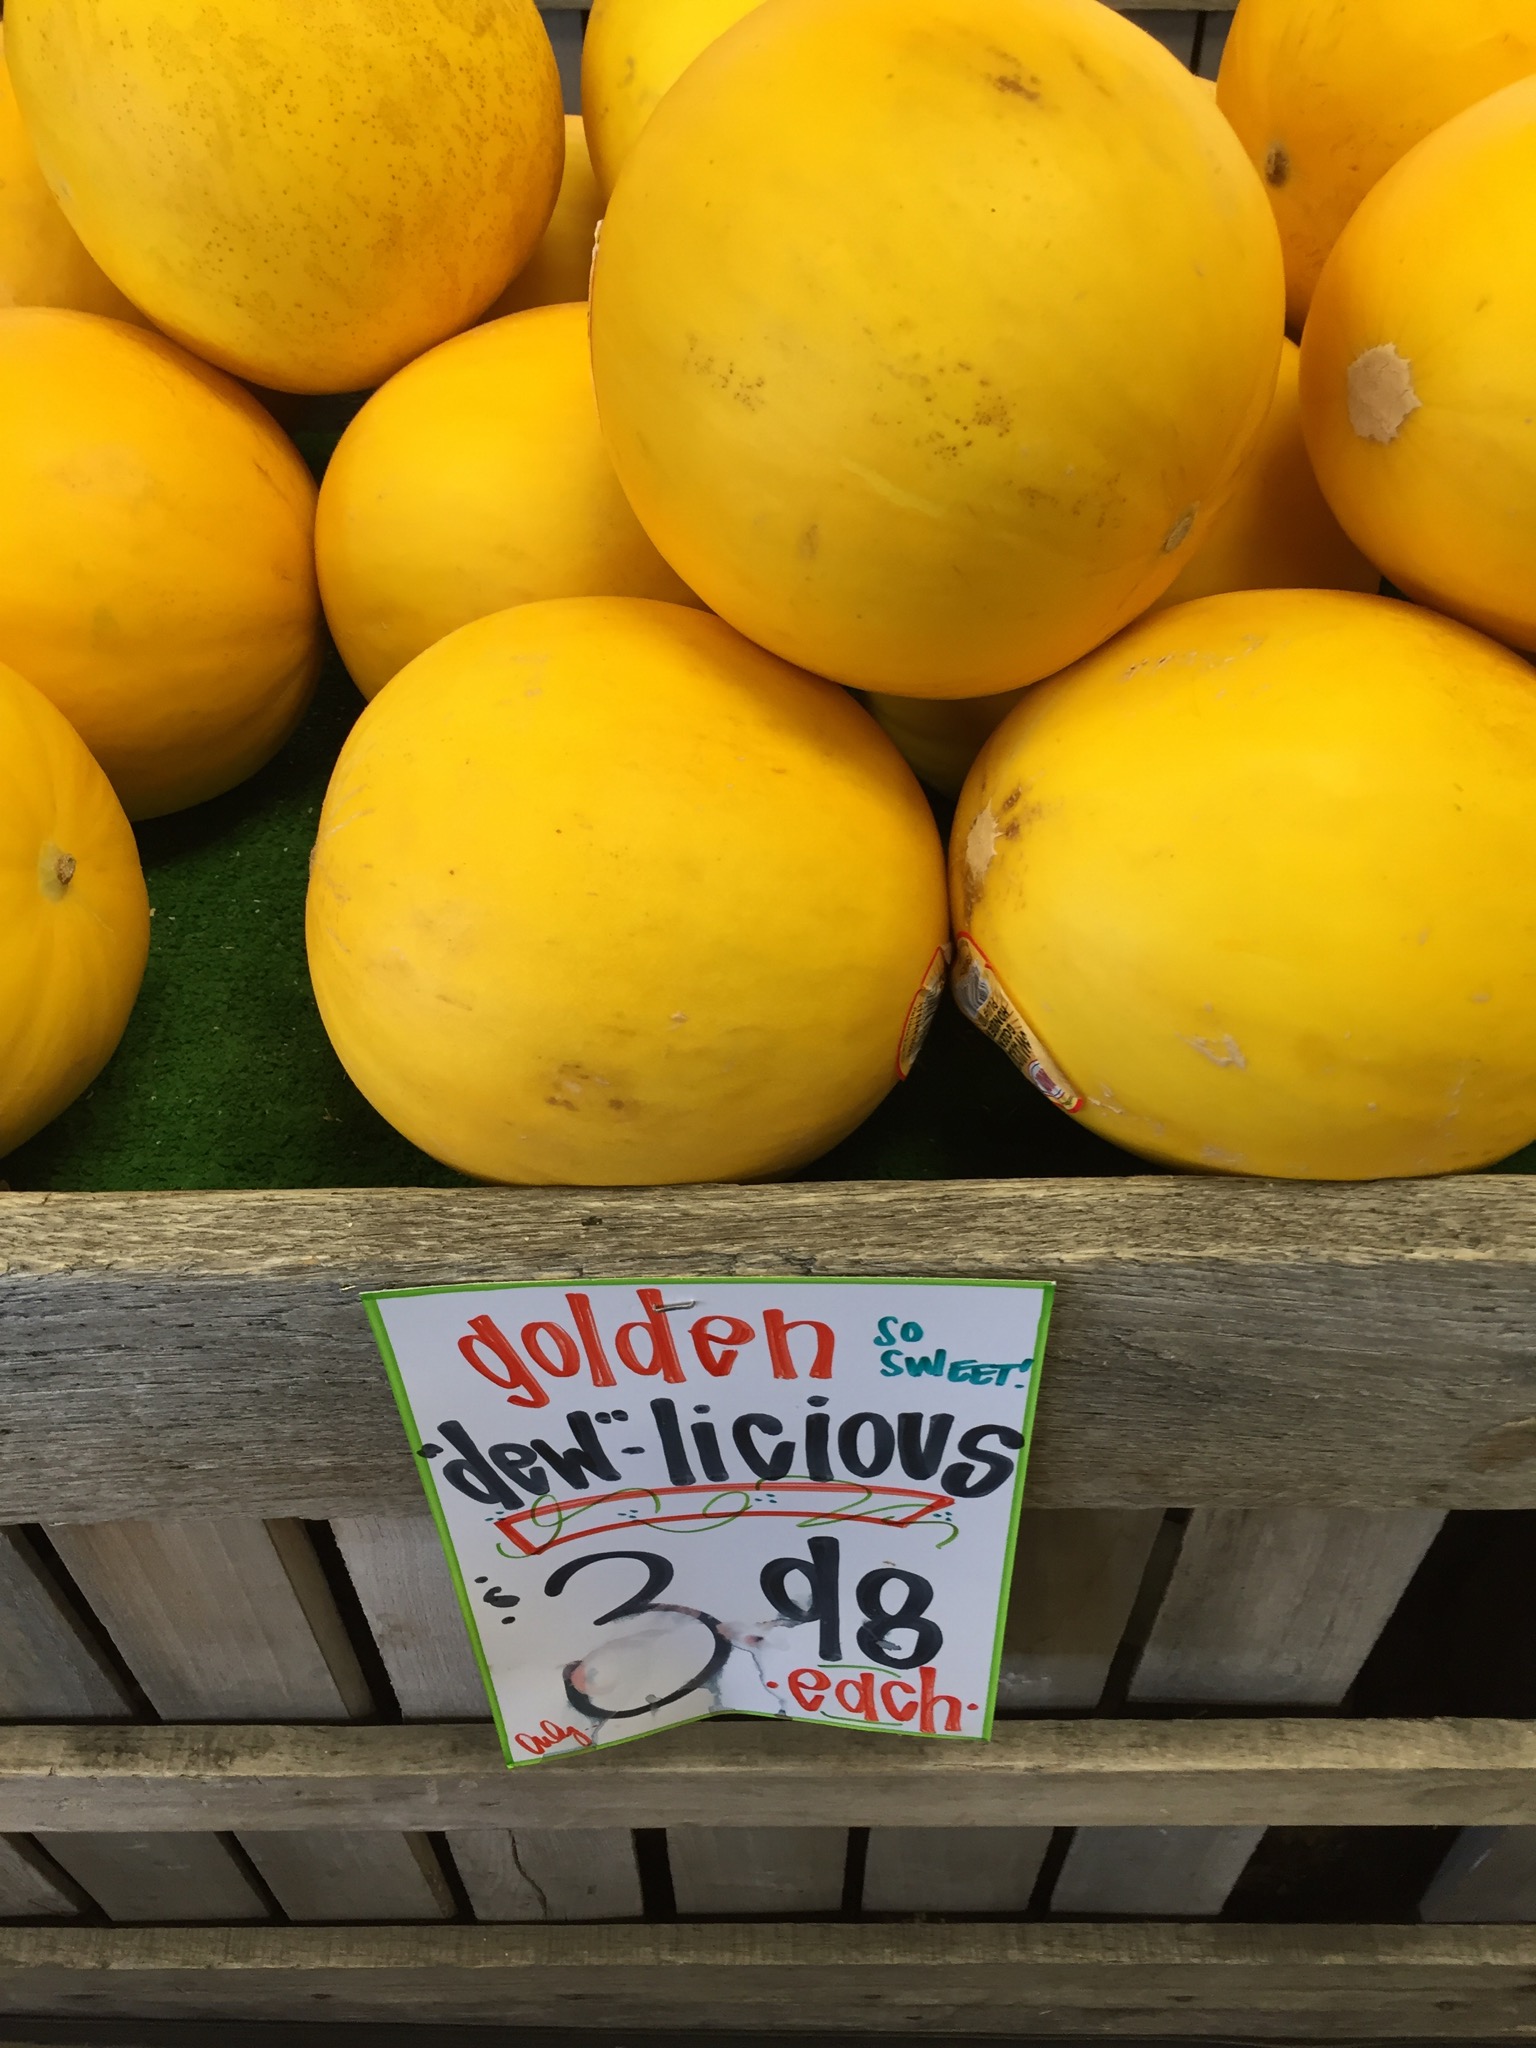 golden
SO
SWEET!
"dew"-licious
$3 98
.each.